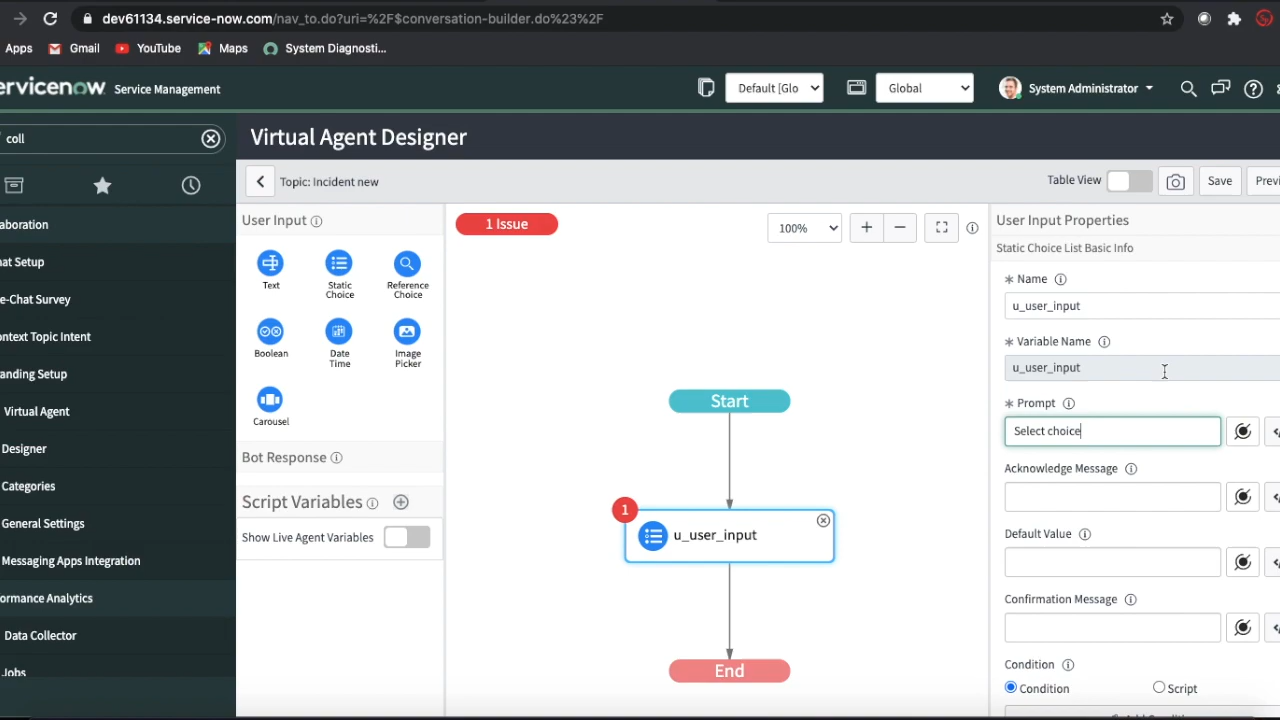 dev61134.service-now.com/nav_to.do?uri=%2F$conversation-builder.do%23%2F
Apps
Gmail
YouTube
Maps
System Diagnosti...
ervicenow
Service Management
Default [Glo
Global
System Administrator
coll
Virtual Agent Designer
Topic: Incident new
Table View
Save
Previ
aboration
at Setup
e-Chat Survey
ontext Topic Intent
anding Setup
Virtual Agent
Designer
Categories
General Settings
Messaging Apps Integration
ormance Analytics
Data Collector
Jobs
User Input
Text
Static Choice
Reference Choice
Boolean
Date Time
Image Picker
Carousel
Bot Response
Script Variables
Show Live Agent Variables
1 Issue
100%
Start
1
u_user_input
End
User Input Properties
Static Choice List Basic Info
Name
u_user_input
Variable Name
u_user_input
Prompt
Select choice
Acknowledge Message
Default Value
Confirmation Message
Condition
Condition
Script